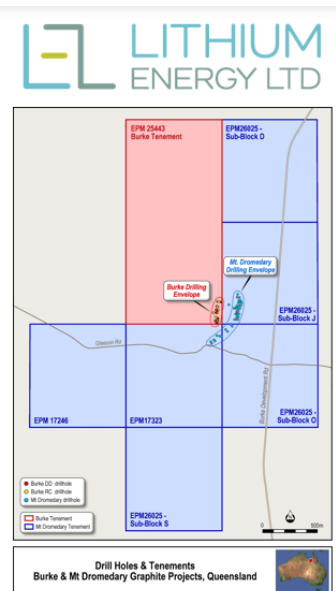 LITHIUM
ENERGY LTD
EPM 25443
Burke Tenement
EPM26025 -
Sub-Block D
Mt. Dromedary
Drilling Envelope
Burke Drilling
Envelope
EPM26025 -
Sub-Block J
Gleeson Rd
Burke Development Rd
EPM 17246
EPM17323
EPM26025 -
Sub-Block O
Burke DD drillhole
Burke RC drillhole
Mt Dromedary drillhole
Burke Tenement
Mt Dromedary Tenement
EPM26025 -
Sub-Block S
0 500m
Drill Holes & Tenements
Burke & Mt Dromedary Graphite Projects, Queensland